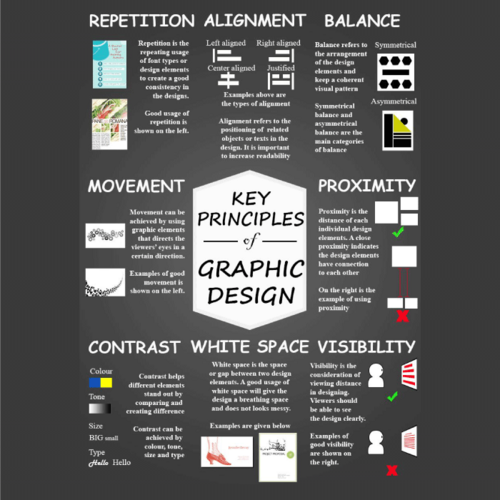 REPETITION
Repetition is the
repeating usage
of font types or
design elements
to create a good
consistency in
the designs.
Good usage of
repetition is
shown on the left.
ALIGNMENT
Left aligned
Right aligned
Center aligned
Justified
Examples above are
the types of alignment
Alignment refers to the
positioning of related
objects or texts in the
design. It is important
to increase readability
BALANCE
Balance refers to
the arrangement
of the design
elements and
keep a coherent
visual pattern
Symmetrical
balance and
asymmetrical
balance are the
main categories
of balance
Symmetrical
Asymmetrical
MOVEMENT
Movement can be
achieved by using
graphic elements
that directs the
viewers' eyes in a
certain direction.
Examples of good
movement is
shown on the left.
KEY
PRINCIPLES
of
GRAPHIC
DESIGN
PROXIMITY
Proximity is the
distance of each
individual design
elements. A close
proximity indicates
the design elements
have connection
to each other
On the right is the
example of using
proximity
CONTRAST
Colour
Tone
Size
BIG small
Type
Hello Hello
Contrast helps
different elements
stand out by
comparing and
creating difference
Contrast can be
achieved by
colour, tone,
size and type
WHITE SPACE
White space is the space
or gap between two design
elements. A good usage of
white space will give the
design a breathing space
and does not looks messy.
Examples are given below
VISIBILITY
Visibility is the
consideration of
viewing distance
in designing.
Viewers should
be able to see
the design clearly.
Examples of
good visibility
are shown on
the right.